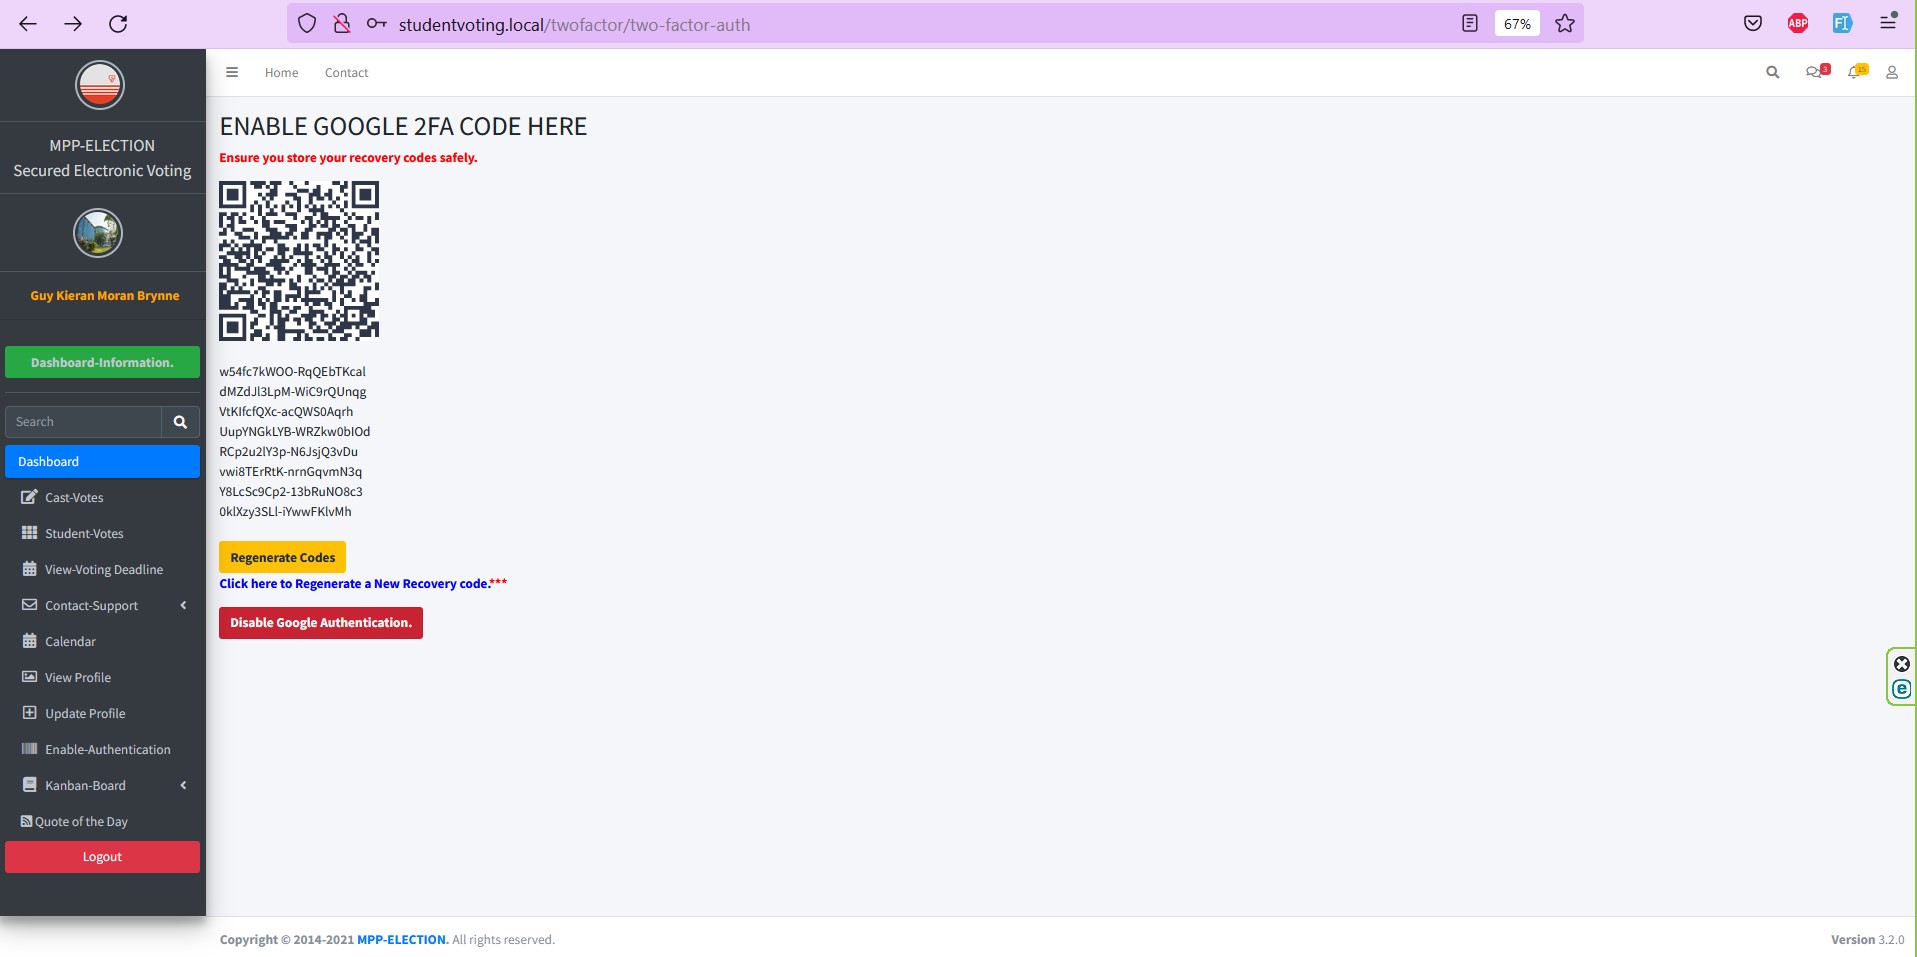 studentvoting.local/twofactor/two-factor-auth
67%
ABP
MPP-ELECTION
Secured Electronic Voting
Guy Kieran Moran Brynne
Dashboard-Information.
Search
Dashboard
Cast-Votes
Student-Votes
View-Voting Deadline
Contact-Support
Calendar
View Profile
Update Profile
Enable-Authentication
Kanban-Board
Quote of the Day
Logout
Home Contact
3
15
ENABLE GOOGLE 2FA CODE HERE
Ensure you store your recovery codes safely.
w54fc7kWOO-RqQEbTKcal
dMZdJl3LpM-WiC9rQUnqg
VtKIfcfQXc-acQWS0Aqrh
UupYNGkLYB-WRZkw0bIOd
RCp2u2lY3p-N6JsjQ3vDu
vwi8TErRtK-nrnGqvmN3q
Y8LcSc9Cp2-13bRuNO8c3
0klXzy3SLl-iYwwFKlvMh
Regenerate Codes
Click here to Regenerate a New Recovery code.***
Disable Google Authentication.
Copyright © 2014-2021 MPP-ELECTION. All rights reserved.
Version 3.2.0